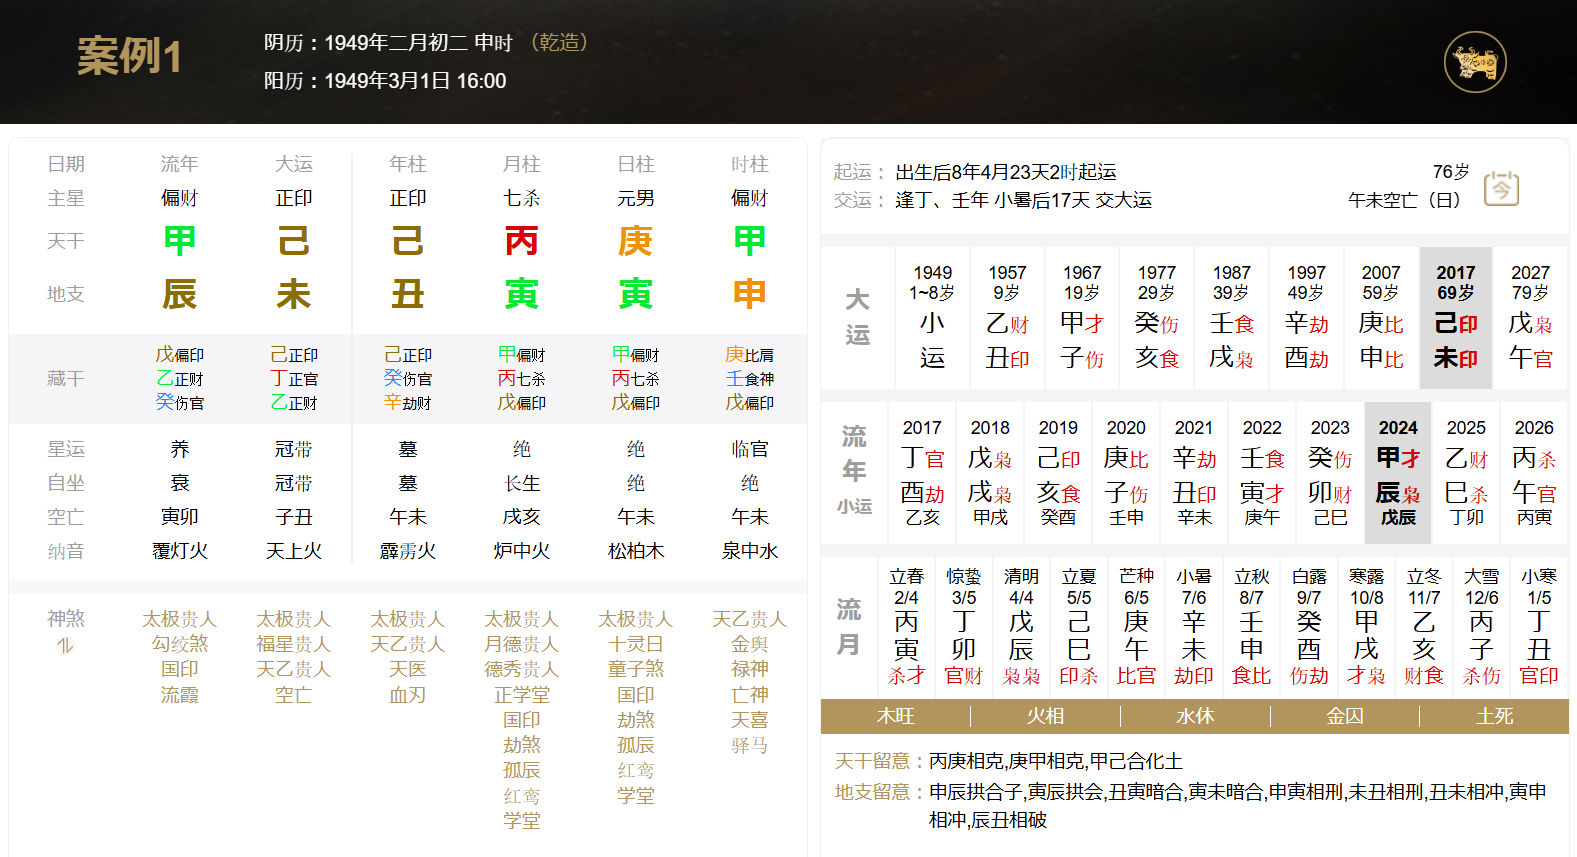 案例1
阴历：1949年二月初二 申时 （乾造）
阳历：1949年3月1日 16:00
日期 流年 大运 年柱 月柱 日柱 时柱
主星 偏财 正印 正印 七杀 元男 偏财
天干 甲 己 己 丙 庚 甲
地支 辰 未 丑 寅 寅 申
藏干
戊偏印 己正印 己正印 甲偏财 甲偏财 庚比肩
乙正财 丁正官 癸伤官 丙七杀 丙七杀 壬食神
癸伤官 乙正财 辛劫财 戊偏印 戊偏印 戊偏印
星运 养 冠带 墓 绝 绝 临官
自坐 衰 冠带 墓 长生 绝 绝
空亡 寅卯 子丑 午未 戌亥 午未 午未
纳音 覆灯火 天上火 霹雳火 炉中火 松柏木 泉中水
神煞 太极贵人 太极贵人 太极贵人 太极贵人 太极贵人 天乙贵人
勾绞煞 福星贵人 天乙贵人 月德贵人 十灵日 金舆
国印 天乙贵人 天医 德秀贵人 童子煞 禄神
流霞 空亡 血刃 正学堂 国印 亡神
国印 劫煞 天喜
劫煞 孤辰 驿马
孤辰 红鸾
红鸾 学堂
学堂
起运： 出生后8年4月23天2时起运 76岁
交运： 逢丁、壬年 小暑后17天 交大运 午未空亡（日）
今
大运
1949 1957 1967 1977 1987 1997 2007 2017 2027
1~8岁 9岁 19岁 29岁 39岁 49岁 59岁 69岁 79岁
小 乙财 甲才 癸伤 壬食 辛劫 庚比 己印 戊枭
运 丑印 子伤 亥食 戌枭 酉劫 申比 未印 午官
流年
小运
2017 2018 2019 2020 2021 2022 2023 2024 2025 2026
丁官 戊枭 己印 庚比 辛劫 壬食 癸伤 甲才 乙财 丙杀
酉劫 戌枭 亥食 子伤 丑印 寅才 卯财 辰枭 巳杀 午官
乙亥 甲戌 癸酉 壬申 辛未 庚午 己巳 戊辰 丁卯 丙寅
流月
立春 惊蛰 清明 立夏 芒种 小暑 立秋 白露 寒露 立冬 大雪 小寒
2/4 3/5 4/4 5/5 6/5 7/6 8/7 9/7 10/8 11/7 12/6 1/5
丙 丁 戊 己 庚 辛 壬 癸 甲 乙 丙 丁
寅 卯 辰 巳 午 未 申 酉 戌 亥 子 丑
杀才 官财 枭枭 印杀 比官 劫印 食比 伤劫 才枭 财食 杀伤 官印
木旺 火相 水休 金囚 土死
天干留意：丙庚相克,庚甲相克,甲己合化土
地支留意：申辰拱合子,寅辰拱会,丑寅暗合,寅未暗合,申寅相刑,未丑相刑,丑未相冲,寅申
相冲,辰丑相破